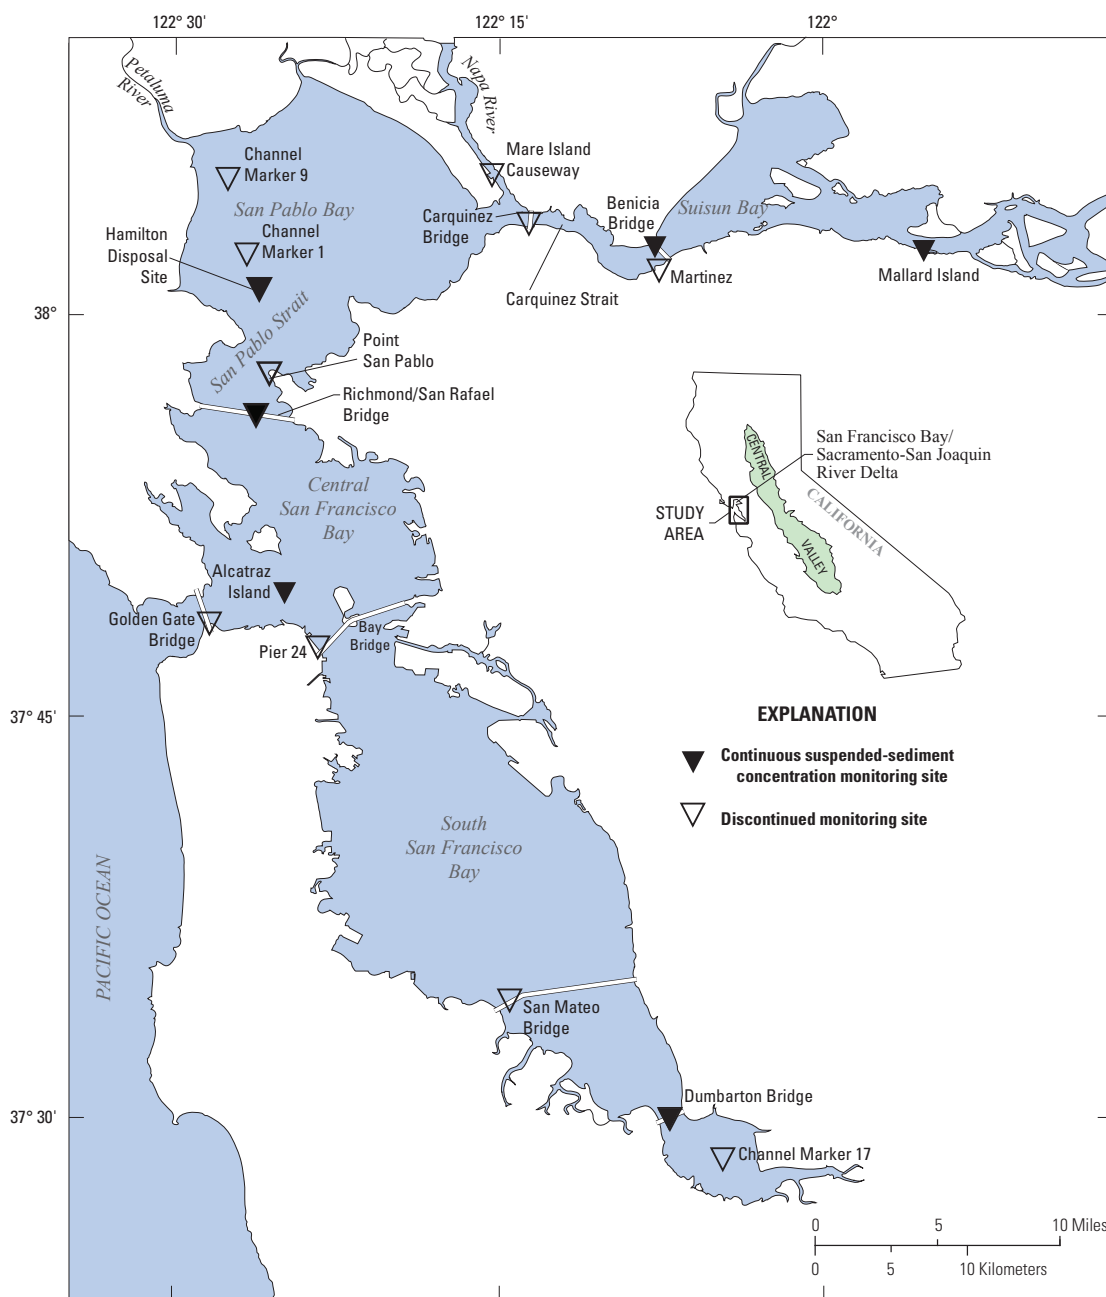 122° 30'
122° 15'
122°
Petaluma
River
Napa River
Channel
Marker 9
Mare Island
Causeway
San Pablo Bay
Carquinez
Bridge
Benicia
Bridge
Suisun Bay
Hamilton
Disposal
Site
Channel
Marker 1
Martinez
Mallard Island
Carquinez Strait
38°
San Pablo Strait
Point
San Pablo
Richmond/San Rafael
Bridge
San Francisco Bay/
Sacramento-San Joaquin
River Delta
CENTRAL
VALLEY
CALIFORNIA
STUDY
AREA
Central
San Francisco
Bay
Alcatraz
Island
Golden Gate
Bridge
Pier 24
Bay
Bridge
37° 45'
EXPLANATION
Continuous suspended-sediment
concentration monitoring site
Discontinued monitoring site
South
San Francisco
Bay
PACIFIC OCEAN
San Mateo
Bridge
Dumbarton Bridge
37° 30'
Channel Marker 17
0 5 10 Miles
0 5 10 Kilometers